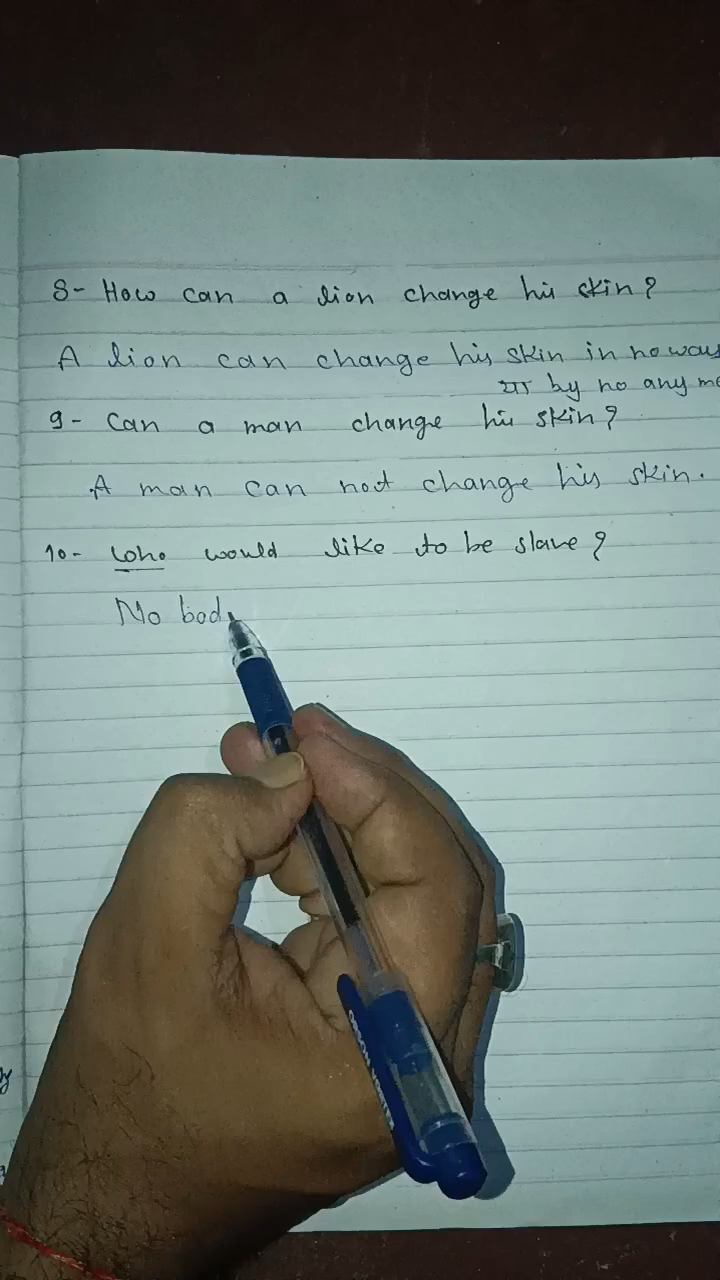 8- How can a lion change his skin?
A lion can change his skin in no way
या by no any me
9- Can a man change his skin?
A man can not change his skin.
10- Who would like to be slave?
No bod